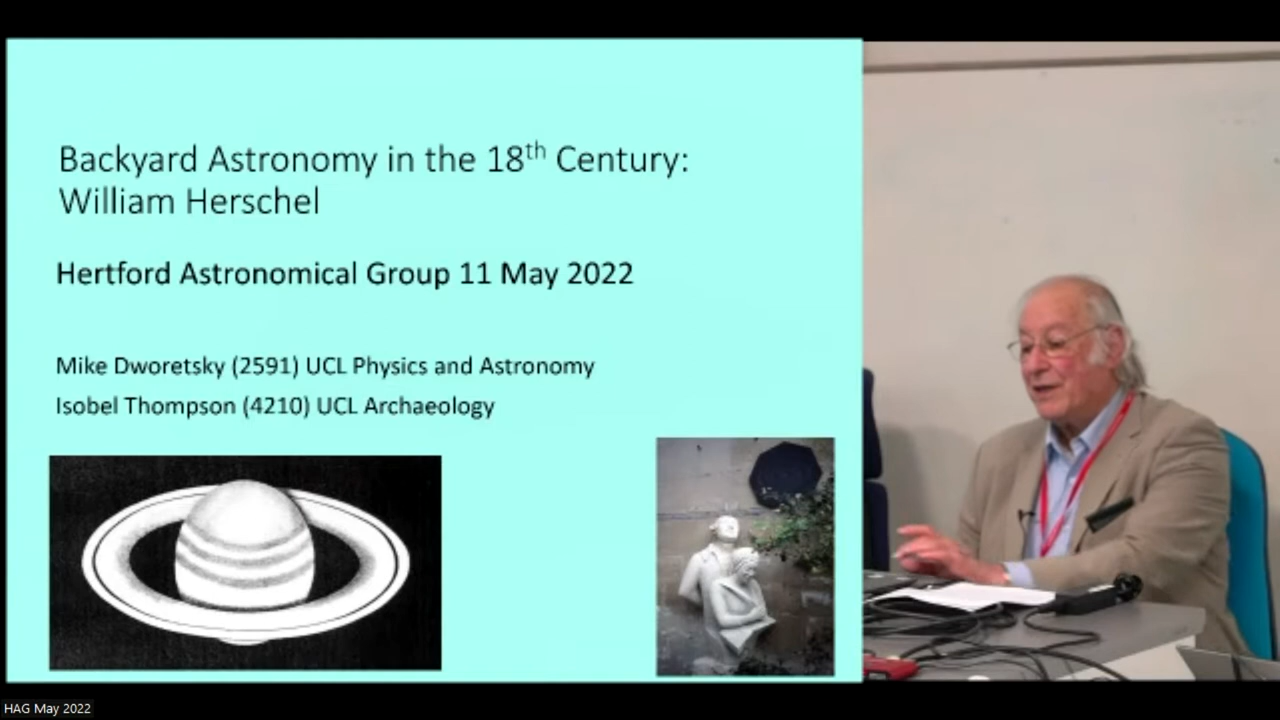 Backyard Astronomy in the 18th Century:
William Herschel
Hertford Astronomical Group 11 May 2022
Mike Dworetsky (2591) UCL Physics and Astronomy
Isobel Thompson (4210) UCL Archaeology
HAG May 2022